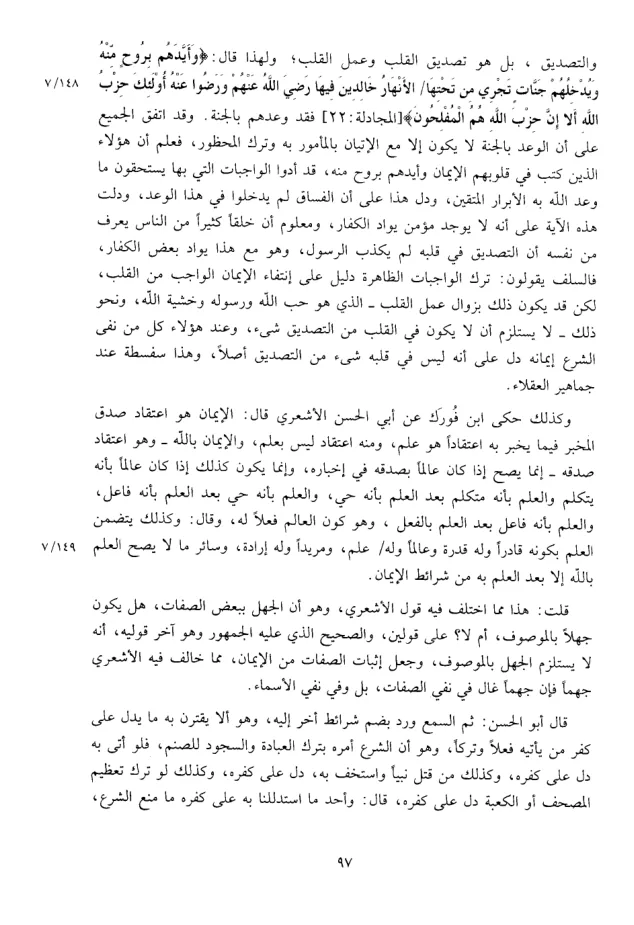 والتصديق ، بل هو تصديق القلب وعمل القلب؛ ولهذا قال: ﴿وَأَيَّدَهُم بِرُوحٍ مِّنْهُ
وَيُدْخِلُهُمْ جَنَّاتٍ تَجْرِي مِن تَحْتِهَا/ الأَنْهَارُ خَالِدِينَ فِيهَا رَضِيَ اللَّهُ عَنْهُمْ وَرَضُوا عَنْهُ أُوْلَئِكَ حِزْبُ ٧/١٤٨
اللَّهِ أَلا إِنَّ حِزْبَ اللَّهِ هُمُ الْمُفْلِحُونَ﴾[المجادلة:٢٢] فقد وعدهم بالجنة. وقد اتفق الجميع
على أن الوعد بالجنة لا يكون إلا مع الإتيان بالمأمور به وترك المحظور، فعلم أن هؤلاء
الذين كتب في قلوبهم الإيمان وأيدهم بروح منه، قد أدوا الواجبات التي بها يستحقون ما
وعد اللّه به الأبرار المتقين، ودل هذا على أن الفساق لم يدخلوا في هذا الوعد، ودلت
هذه الآية على أنه لا يوجد مؤمن يواد الكفار، ومعلوم أن خلقاً كثيراً من الناس يعرف
من نفسه أن التصديق في قلبه لم يكذب الرسول، وهو مع هذا يواد بعض الكفار،
فالسلف يقولون: ترك الواجبات الظاهرة دليل على إنتفاء الإيمان الواجب من القلب،
لكن قد يكون ذلك بزوال عمل القلب ـ الذي هو حب اللّه ورسوله وخشية اللّه، ونحو
ذلك ـ لا يستلزم أن لا يكون في القلب من التصديق شىء، وعند هؤلاء كل من نفى
الشرع إيمانه دل على أنه ليس في قلبه شىء من التصديق أصلاً، وهذا سفسطة عند
جماهير العقلاء.
وكذلك حكى ابن فُورَك عن أبي الحسن الأشعري قال: الإيمان هو اعتقاد صدق
المخبر فيما يخبر به اعتقاداً هو علم، ومنه اعتقاد ليس بعلم، والإيمان باللّه ـ وهو اعتقاد
صدقه ـ إنما يصح إذا كان عالماً بصدقه في إخباره، وإنما يكون كذلك إذا كان عالماً بأنه
يتكلم والعلم بأنه متكلم بعد العلم بأنه حي، والعلم بأنه حي بعد العلم بأنه فاعل،
والعلم بأنه فاعل بعد العلم بالفعل ، وهو كون العالم فعلاً له، وقال: وكذلك يتضمن
العلم بكونه قادراً وله قدرة وعالماً وله/ علم، ومريداً وله إرادة، وسائر ما لا يصح العلم ٧/١٤٩
باللّه إلا بعد العلم به من شرائط الإيمان.
قلت: هذا مما اختلف فيه قول الأشعري، وهو أن الجهل ببعض الصفات، هل يكون
جهلاً بالموصوف، أم لا؟ على قولين، والصحيح الذي عليه الجمهور وهو آخر قوليه، أنه
لا يستلزم الجهل بالموصوف، وجعل إثبات الصفات من الإيمان، مما خالف فيه الأشعري
جهماً فإن جهماً غال في نفي الصفات، بل وفي نفي الأسماء.
قال أبو الحسن: ثم السمع ورد بضم شرائط أخر إليه، وهو ألا يقترن به ما يدل على
كفر من يأتيه فعلاً وتركاً، وهو أن الشرع أمره بترك العبادة والسجود للصنم، فلو أتى به
دل على كفره، وكذلك من قتل نبياً واستخف به، دل على كفره، وكذلك لو ترك تعظيم
المصحف أو الكعبة دل على كفره، قال: وأحد ما استدللنا به على كفره ما منع الشرع،
٩٧